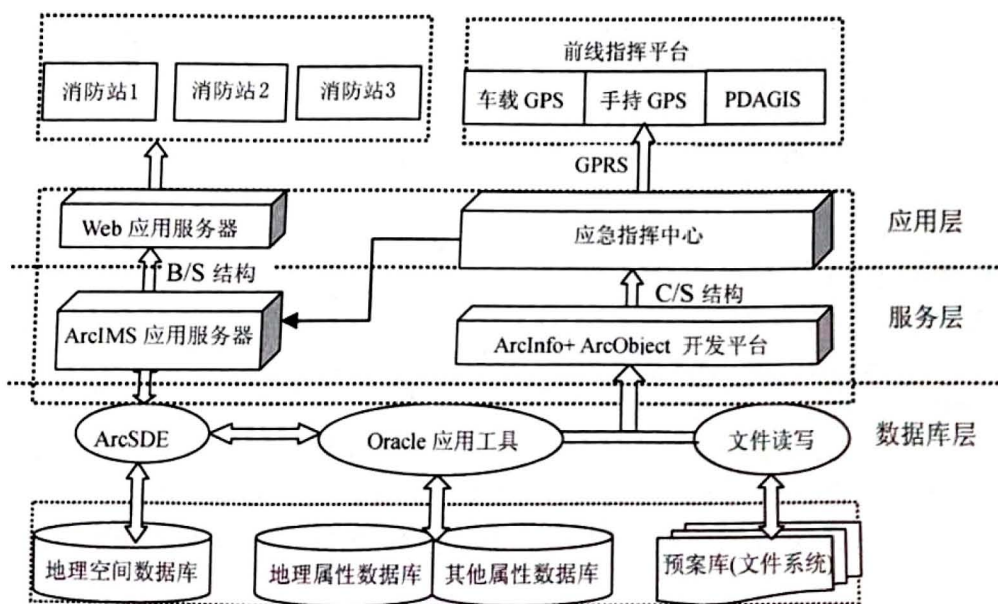 前线指挥平台
消防站1 消防站2 消防站3
车载 GPS 手持 GPS PDAGIS
GPRS
Web 应用服务器
应急指挥中心
应用层
B/S 结构
C/S 结构
ArcIMS 应用服务器
ArcInfo+ ArcObject 开发平台
服务层
ArcSDE
Oracle 应用工具
文件读写
数据库层
地理空间数据库
地理属性数据库
其他属性数据库
预案库(文件系统)